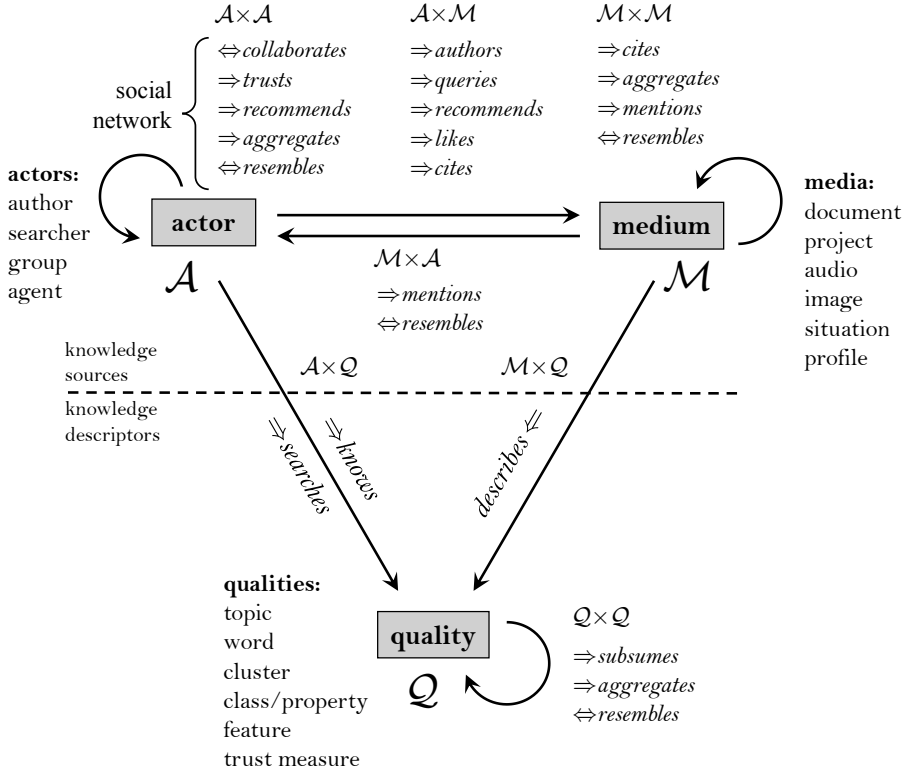 𝒜×𝒜
⇔collaborates
⇒trusts
⇒recommends
⇒aggregates
⇔resembles
social
network
𝒜×ℳ
⇒authors
⇒queries
⇒recommends
⇒likes
⇒cites
ℳ×ℳ
⇒cites
⇒aggregates
⇒mentions
⇔resembles
actors:
author
searcher
group
agent
actor
𝒜
medium
ℳ
media:
document
project
audio
image
situation
profile
ℳ×𝒜
⇒mentions
⇔resembles
knowledge
sources
𝒜×𝒬
ℳ×𝒬
knowledge
descriptors
⇒searches
⇒knows
describes⇐
qualities:
topic
word
cluster
class/property
feature
trust measure
quality
𝒬
𝒬×𝒬
⇒subsumes
⇒aggregates
⇔resembles